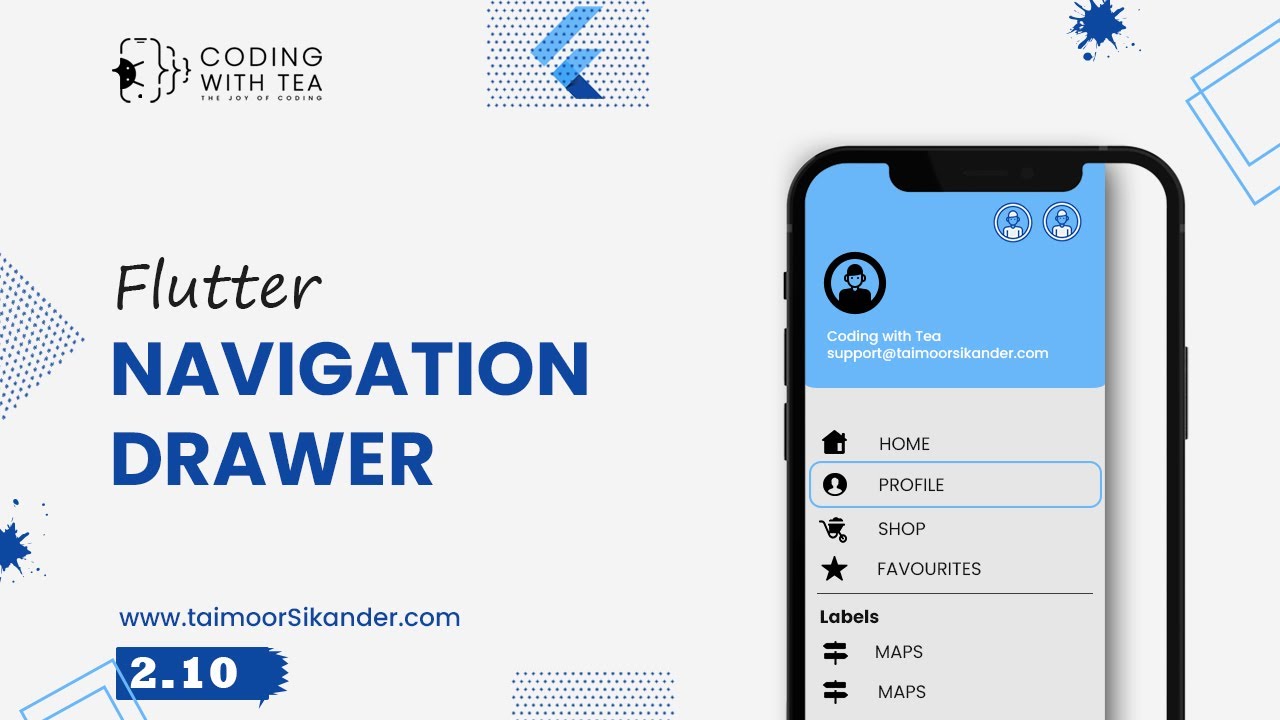 CODING
WITH TEA
THE JOY OF CODING
Flutter
NAVIGATION
DRAWER
www.taimoorSikander.com
2.10
Coding with Tea
support@taimoorsikander.com
HOME
PROFILE
SHOP
FAVOURITES
Labels
MAPS
MAPS